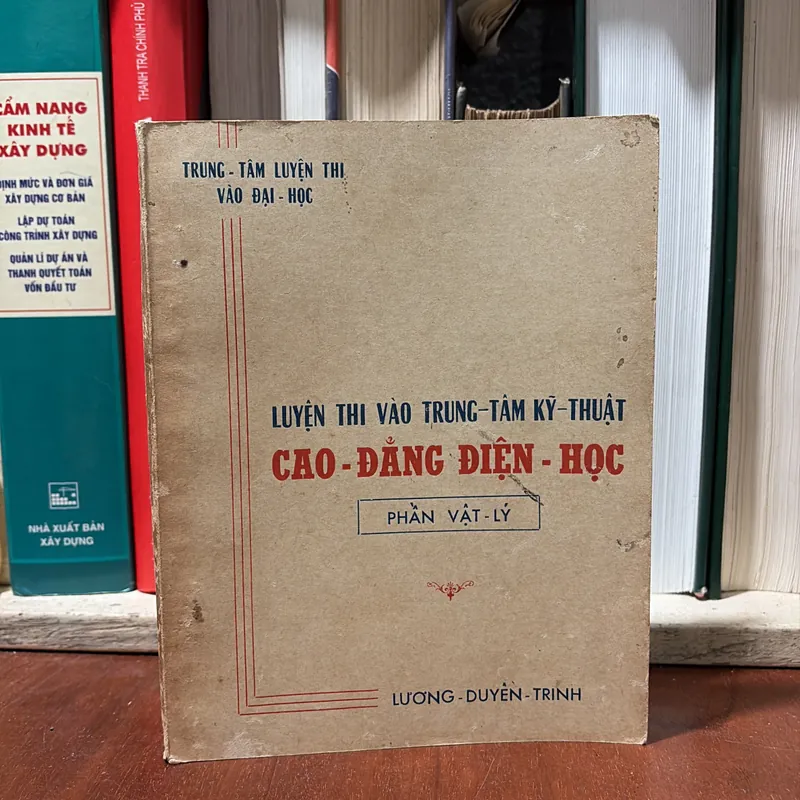 TRUNG - TÂM LUYỆN THI
VÀO ĐẠI - HỌC
LUYỆN THI VÀO TRUNG-TÂM KỸ-THUẬT
CAO - ĐẲNG ĐIỆN - HỌC
PHẦN VẬT - LÝ
LƯƠNG - DUYÊN - TRINH
CẨM NANG
KINH TẾ
XÂY DỰNG
ĐỊNH MỨC VÀ ĐƠN GIÁ
XÂY DỰNG CƠ BẢN
LẬP DỰ TOÁN
CÔNG TRÌNH XÂY DỰNG
QUẢN LÍ DỰ ÁN VÀ
THANH QUYẾT TOÁN
VỐN ĐẦU TƯ
NHÀ XUẤT BẢN
XÂY DỰNG
THANH TRA CHÍNH PHỦ